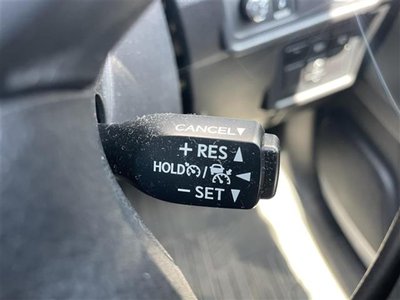 CANCEL▼
+ RES ▲
HOLD / ◀
− SET ▼